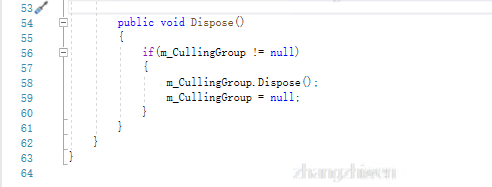 53
54 public void Dispose()
55 {
56 if(m_CullingGroup != null)
57 {
58 m_CullingGroup.Dispose();
59 m_CullingGroup = null;
60 }
61 }
62 }
63 }
64
zhangzhiwen